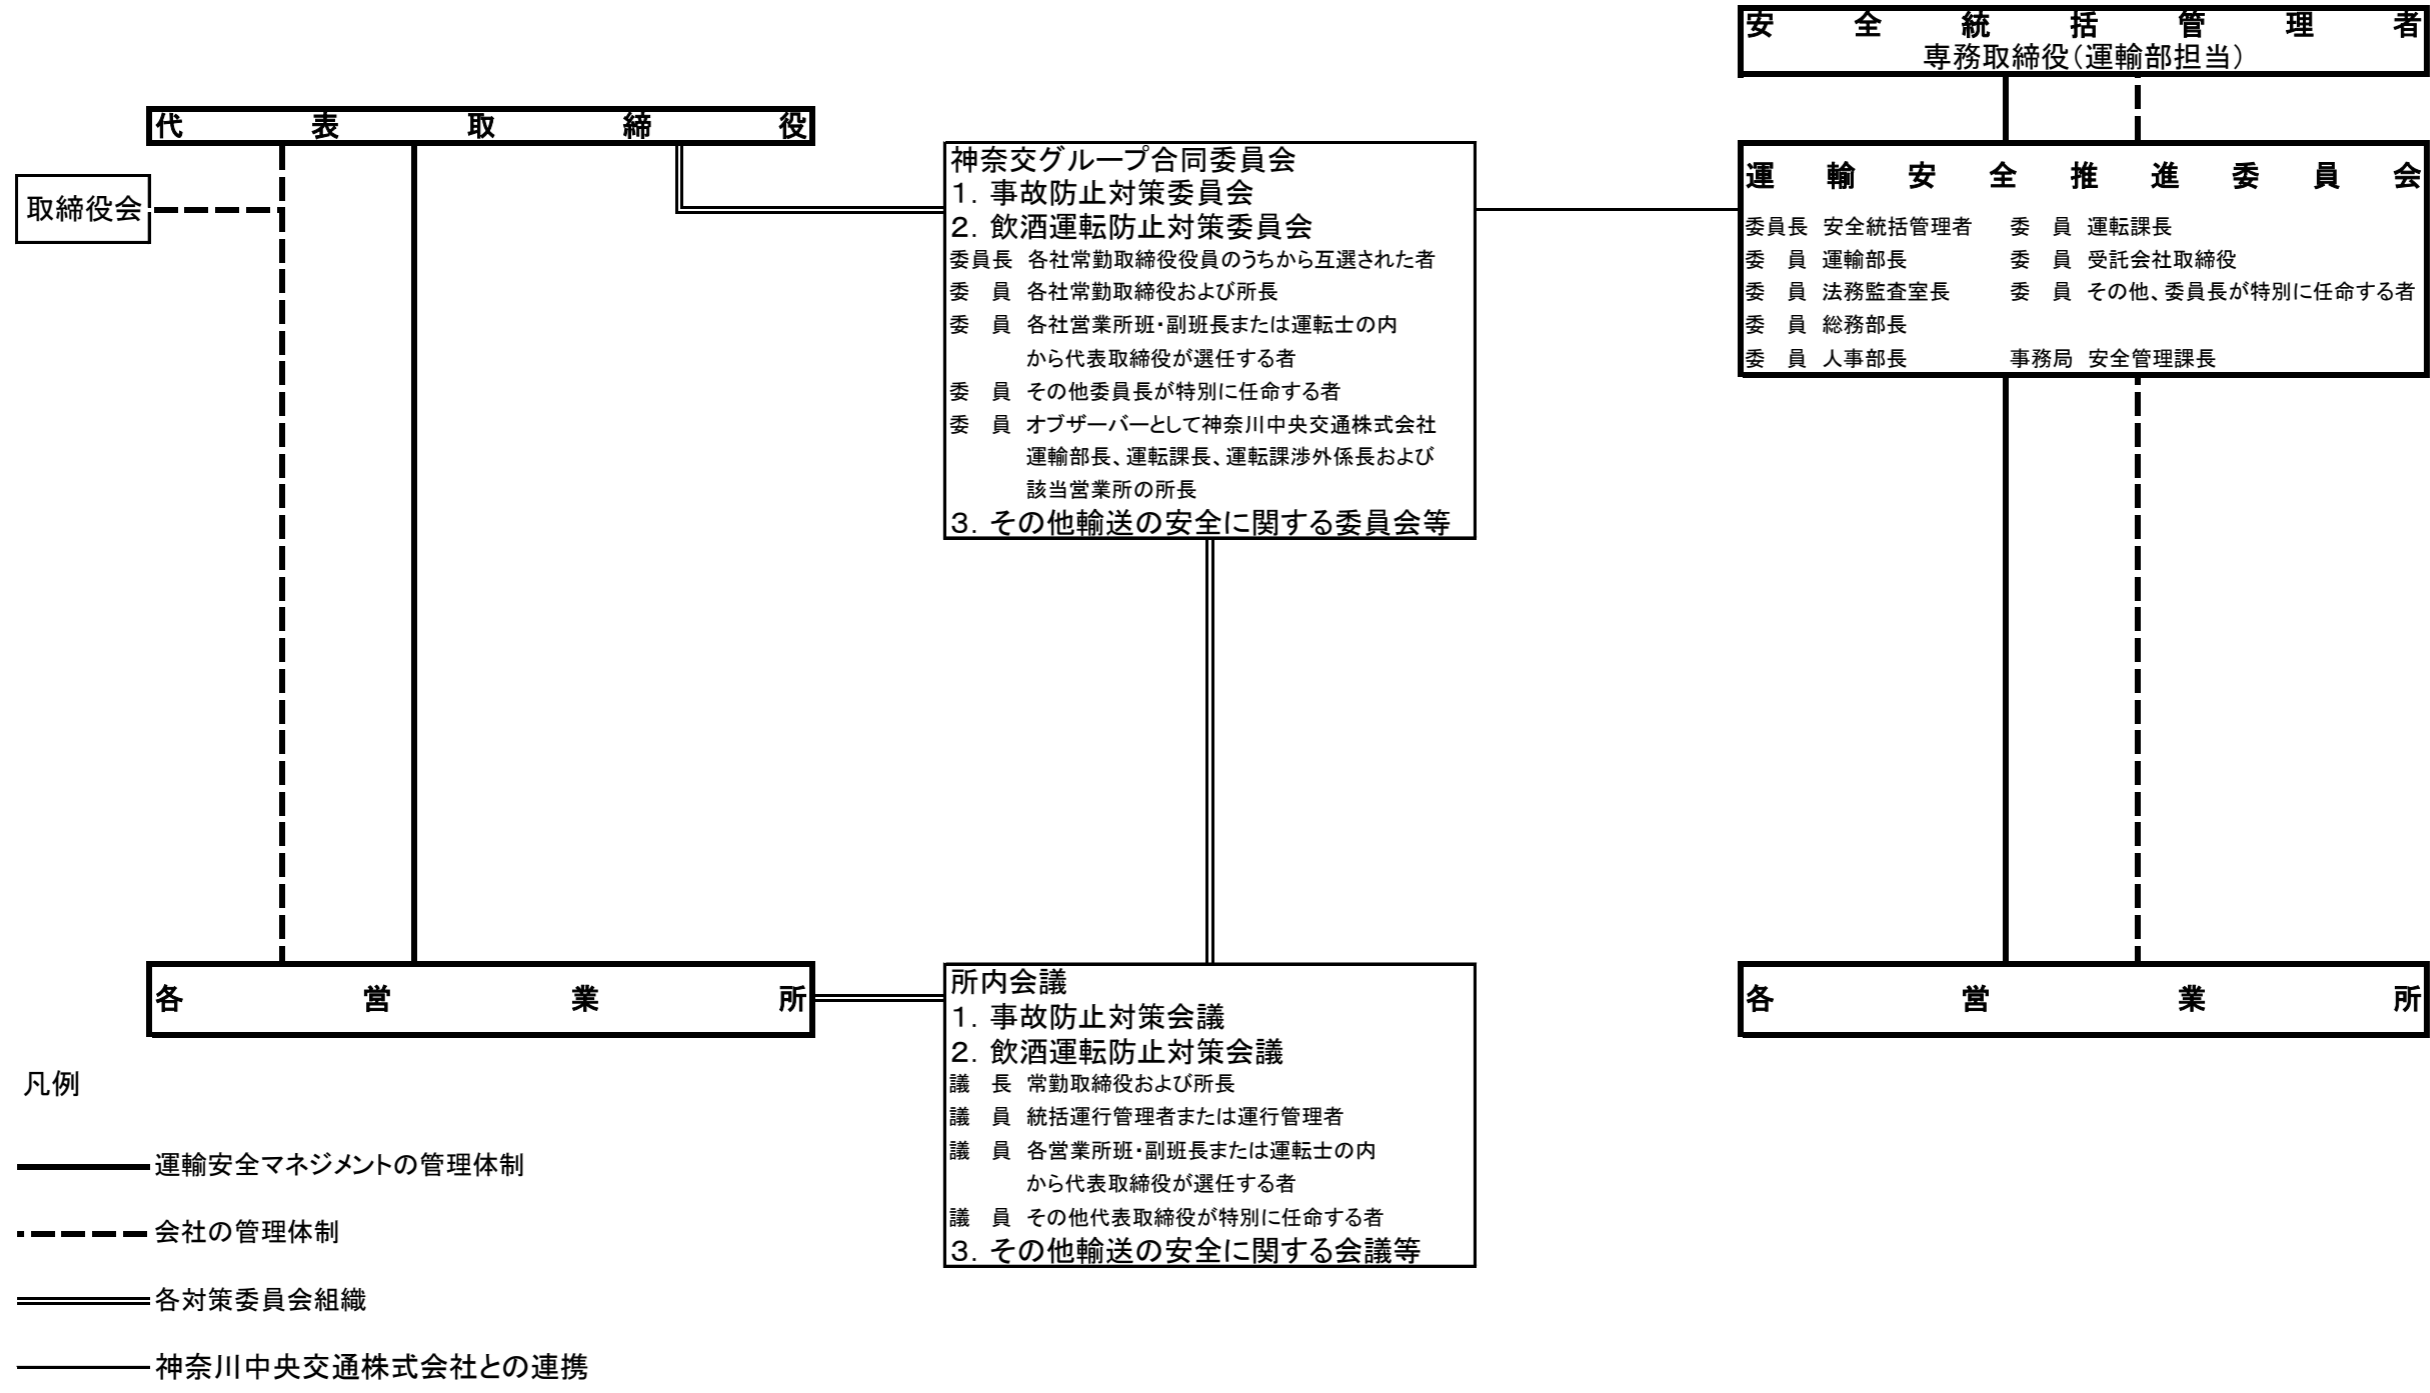 安全統括管理者
専務取締役(運輸部担当)
代表取締役
取締役会
神奈交グループ合同委員会
1. 事故防止対策委員会
2. 飲酒運転防止対策委員会
委員長 各社常勤取締役役員のうちから互選された者
委 員 各社常勤取締役および所長
委 員 各社営業所班・副班長または運転士の内
から代表取締役が選任する者
委 員 その他委員長が特別に任命する者
委 員 オブザーバーとして神奈川中央交通株式会社
運輸部長、運転課長、運転課渉外係長および
該当営業所の所長
3. その他輸送の安全に関する委員会等
運輸安全推進委員会
委員長 安全統括管理者 委 員 運転課長
委 員 運輸部長 委 員 受託会社取締役
委 員 法務監査室長 委 員 その他、委員長が特別に任命する者
委 員 総務部長
委 員 人事部長 事務局 安全管理課長
各営業所
所内会議
1. 事故防止対策会議
2. 飲酒運転防止対策会議
議 長 常勤取締役および所長
議 員 統括運行管理者または運行管理者
議 員 各営業所班・副班長または運転士の内
から代表取締役が選任する者
議 員 その他代表取締役が特別に任命する者
3. その他輸送の安全に関する会議等
各営業所
凡例
運輸安全マネジメントの管理体制
会社の管理体制
各対策委員会組織
神奈川中央交通株式会社との連携